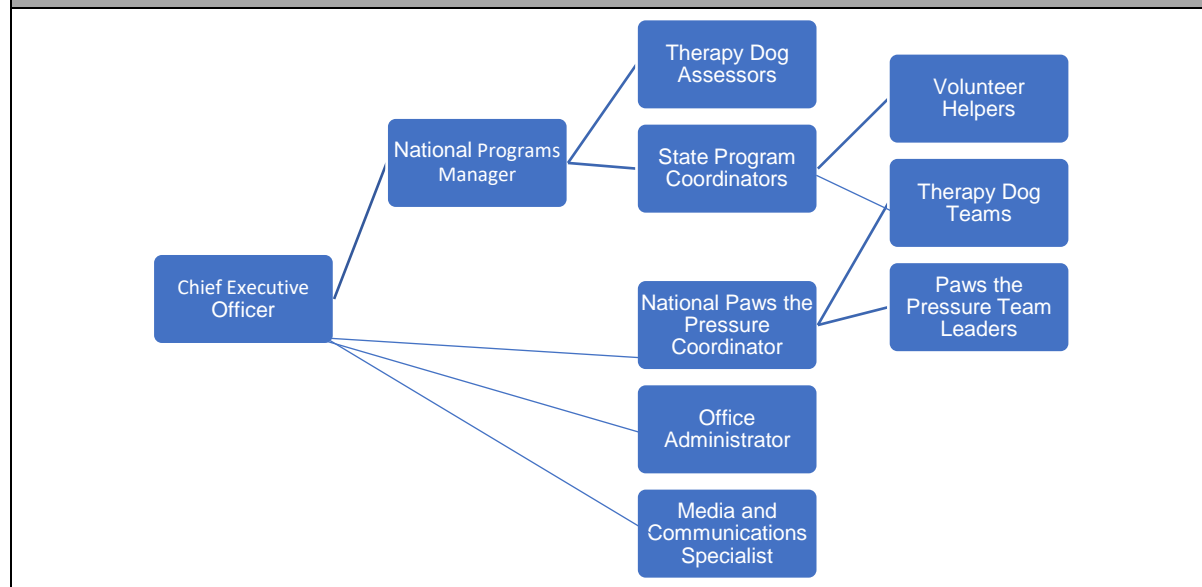 Therapy Dog
Assessors
Volunteer
Helpers
National Programs
Manager
State Program
Coordinators
Therapy Dog
Teams
Chief Executive
Officer
National Paws the
Pressure
Coordinator
Paws the
Pressure Team
Leaders
Office
Administrator
Media and
Communications
Specialist